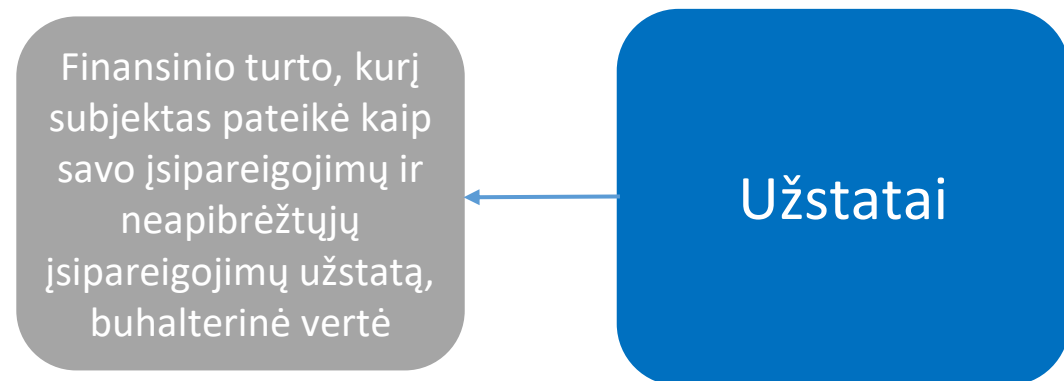 Finansinio turto, kurį
subjektas pateikė kaip
savo įsipareigojimų ir
neapibrėžtųjų
įsipareigojimų užstatą,
buhalterinė vertė
Užstatai